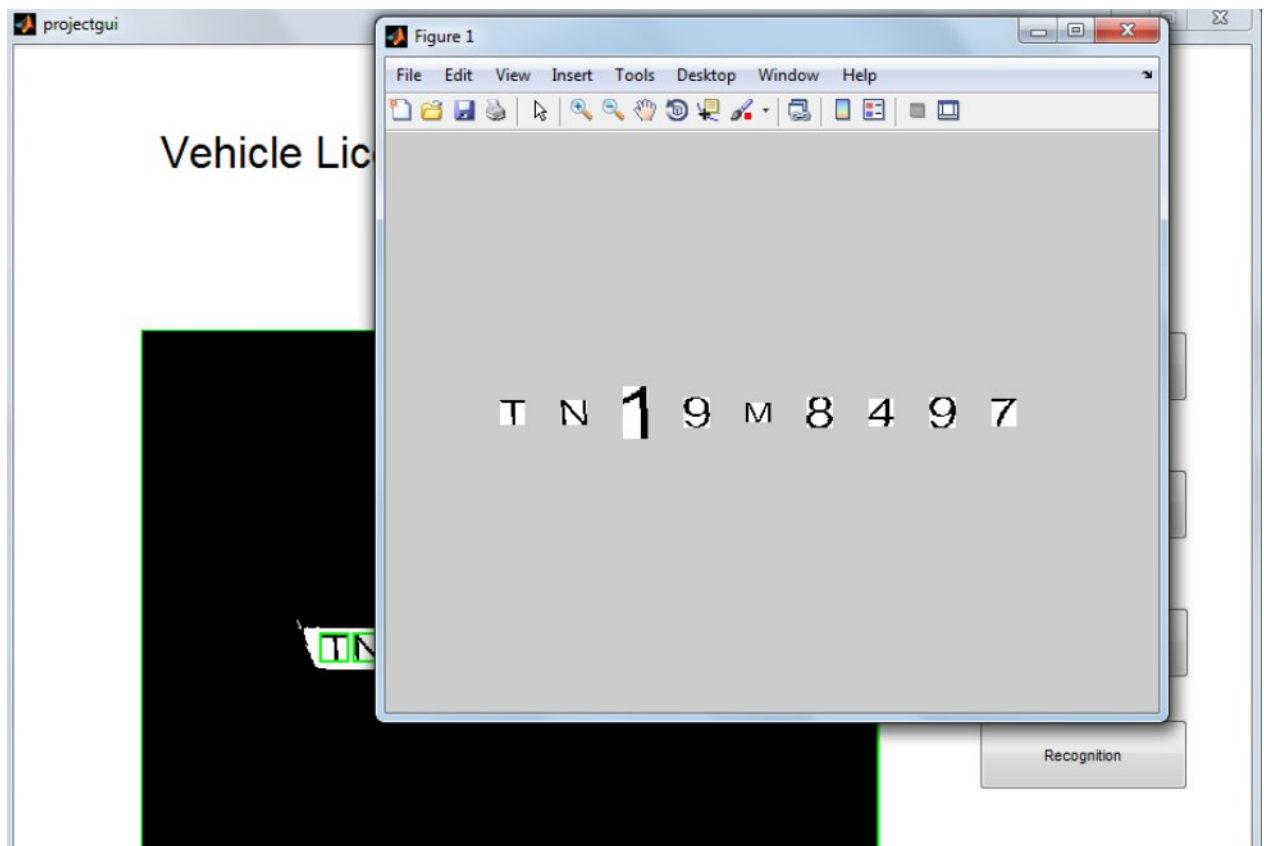 projectgui
Figure 1
File Edit View Insert Tools Desktop Window Help
Vehicle Lic
T N 1 9 M 8 4 9 7
TN
Recognition